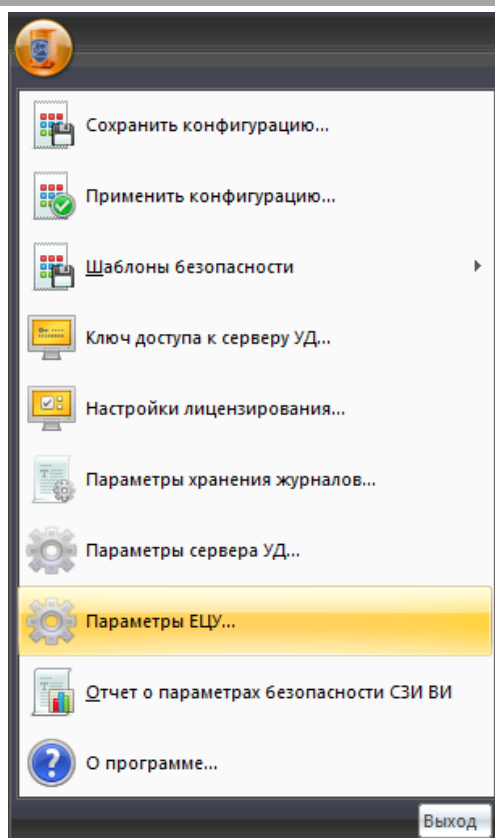 Сохранить конфигурацию...
Применить конфигурацию...
Шаблоны безопасности
Ключ доступа к серверу УД...
Настройки лицензирования...
Параметры хранения журналов...
Параметры сервера УД...
Параметры ЕЦУ...
Отчет о параметрах безопасности СЗИ ВИ
О программе...
Выход